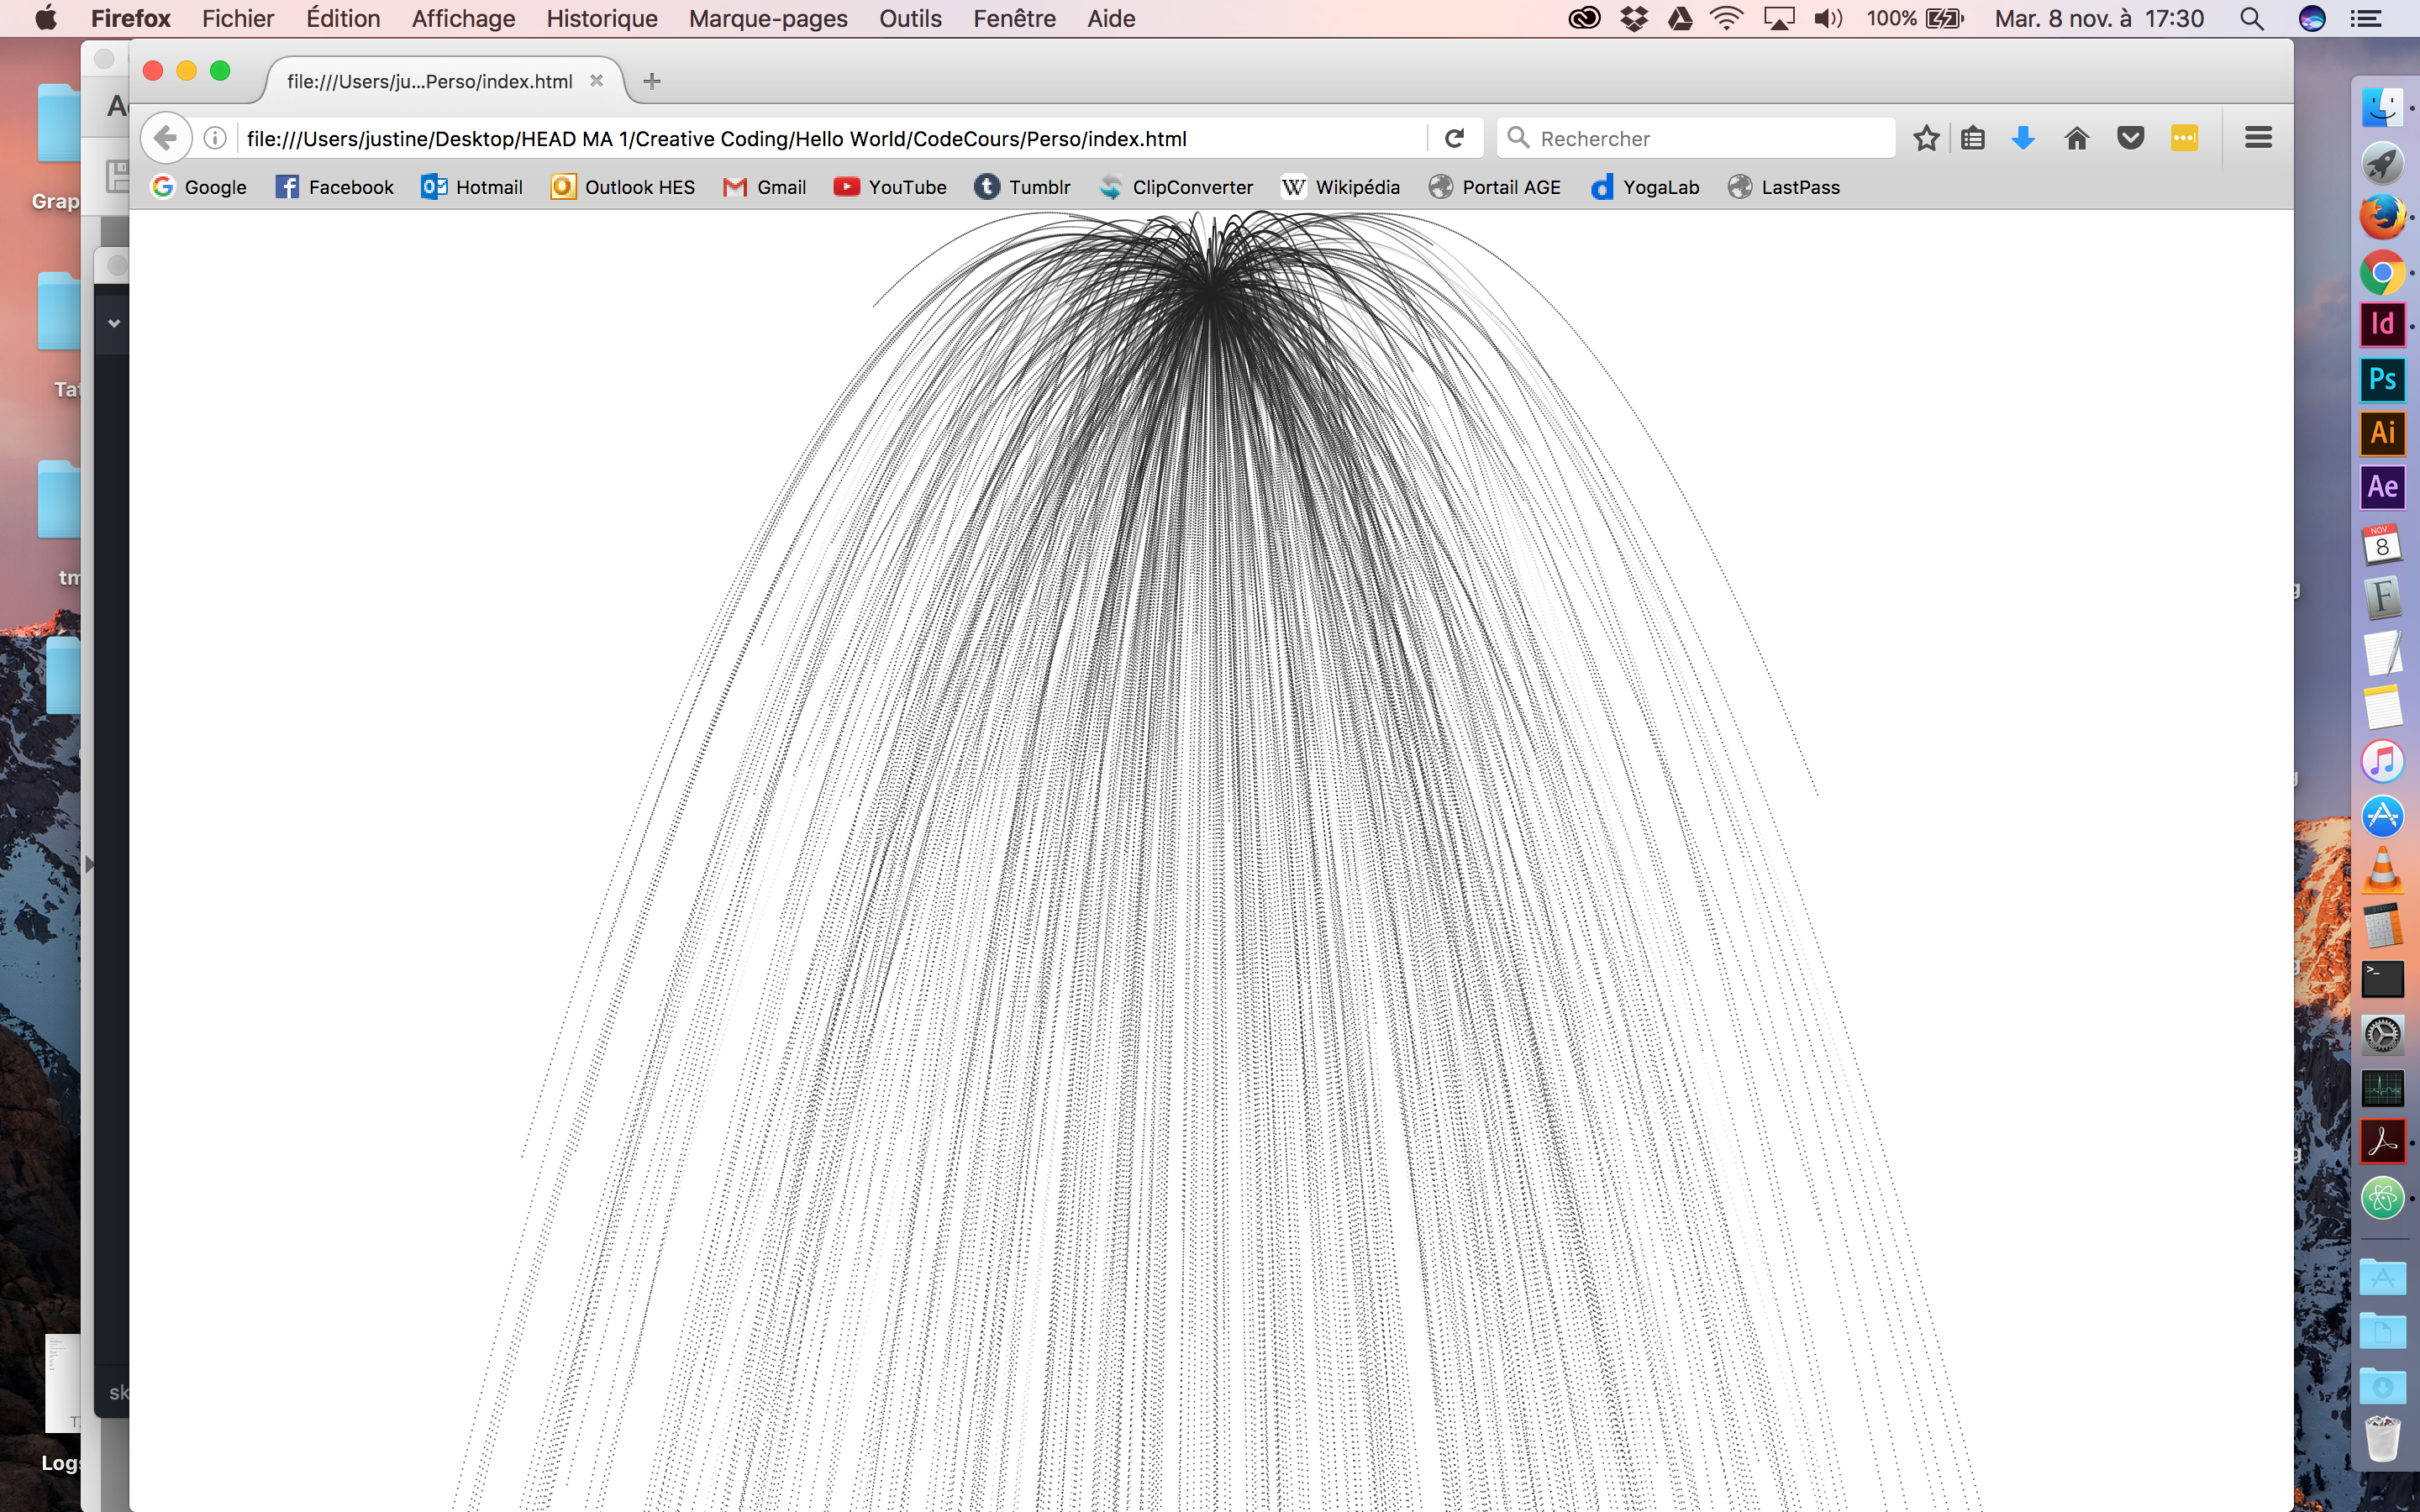 Firefox Fichier Édition Affichage Historique Marque-pages Outils Fenêtre Aide 100% Mar. 8 nov. à 17:30
file:///Users/ju...Perso/index.html
file:///Users/justine/Desktop/HEAD MA 1/Creative Coding/Hello World/CodeCours/Perso/index.html Rechercher
Google Facebook Hotmail Outlook HES Gmail YouTube Tumblr ClipConverter Wikipédia Portail AGE YogaLab LastPass
Grap
Tat
tm
sk
Logs
Id
Ps
Ai
Ae
NOV.
8
F